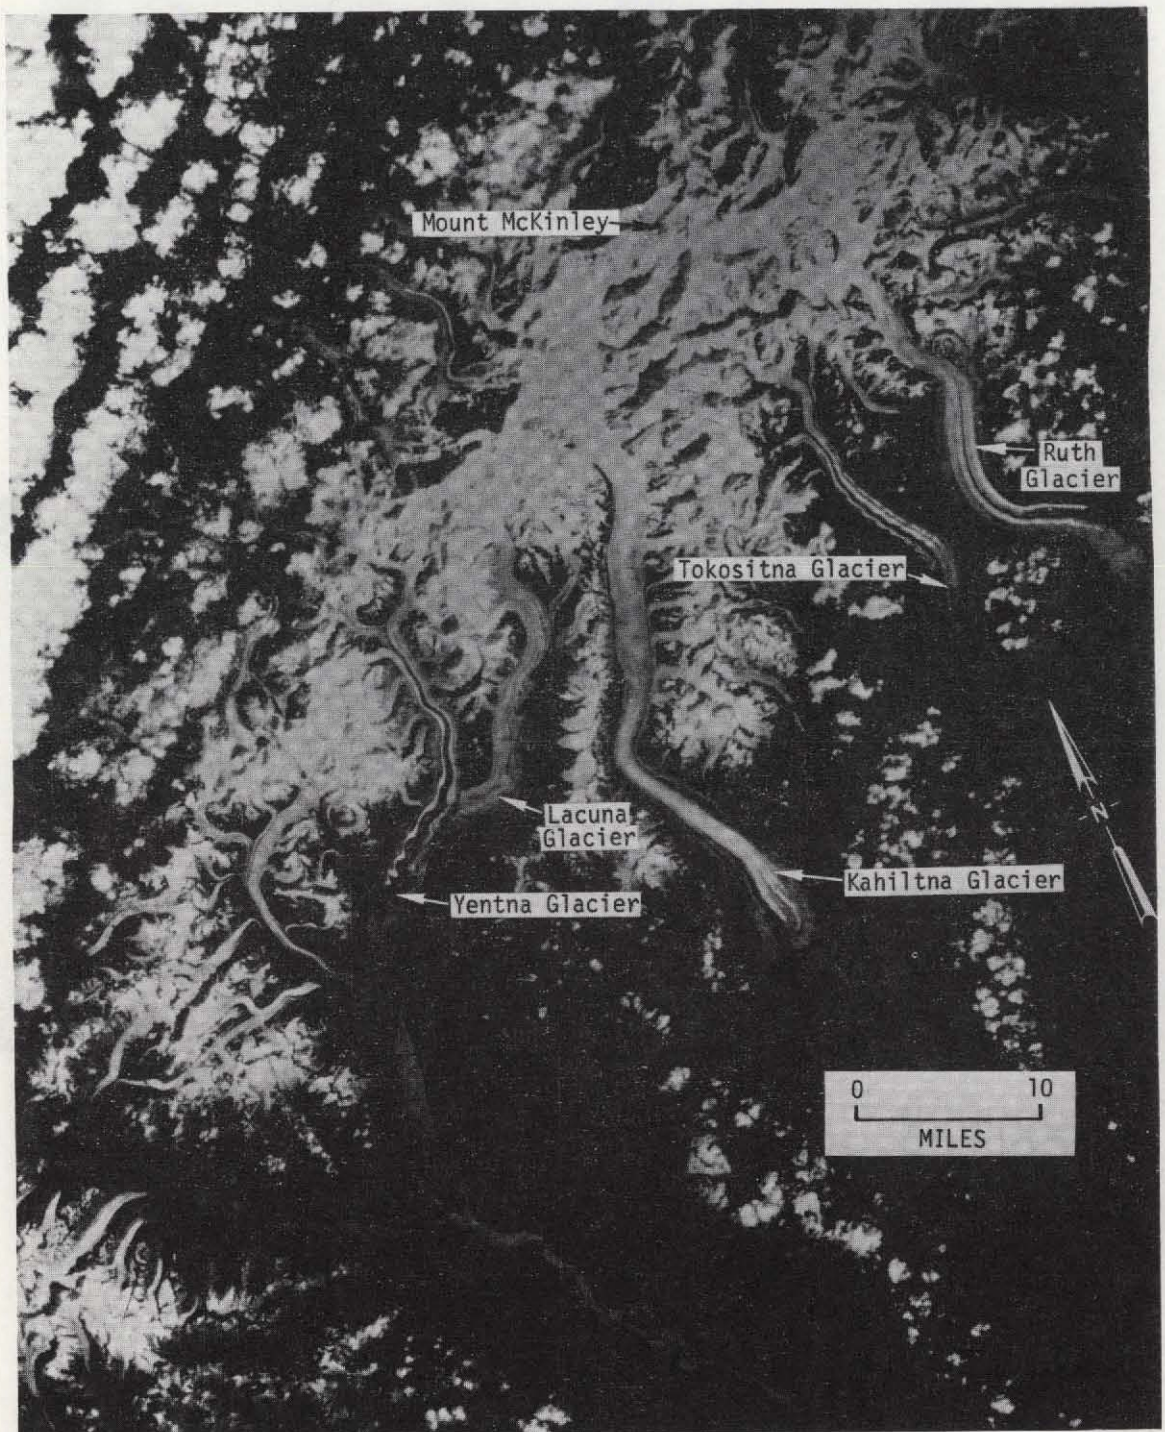 Mount McKinley
Ruth
Glacier
Tokositna Glacier
N
Lacuna
Glacier
Kahiltna Glacier
Yentna Glacier
0 10
MILES